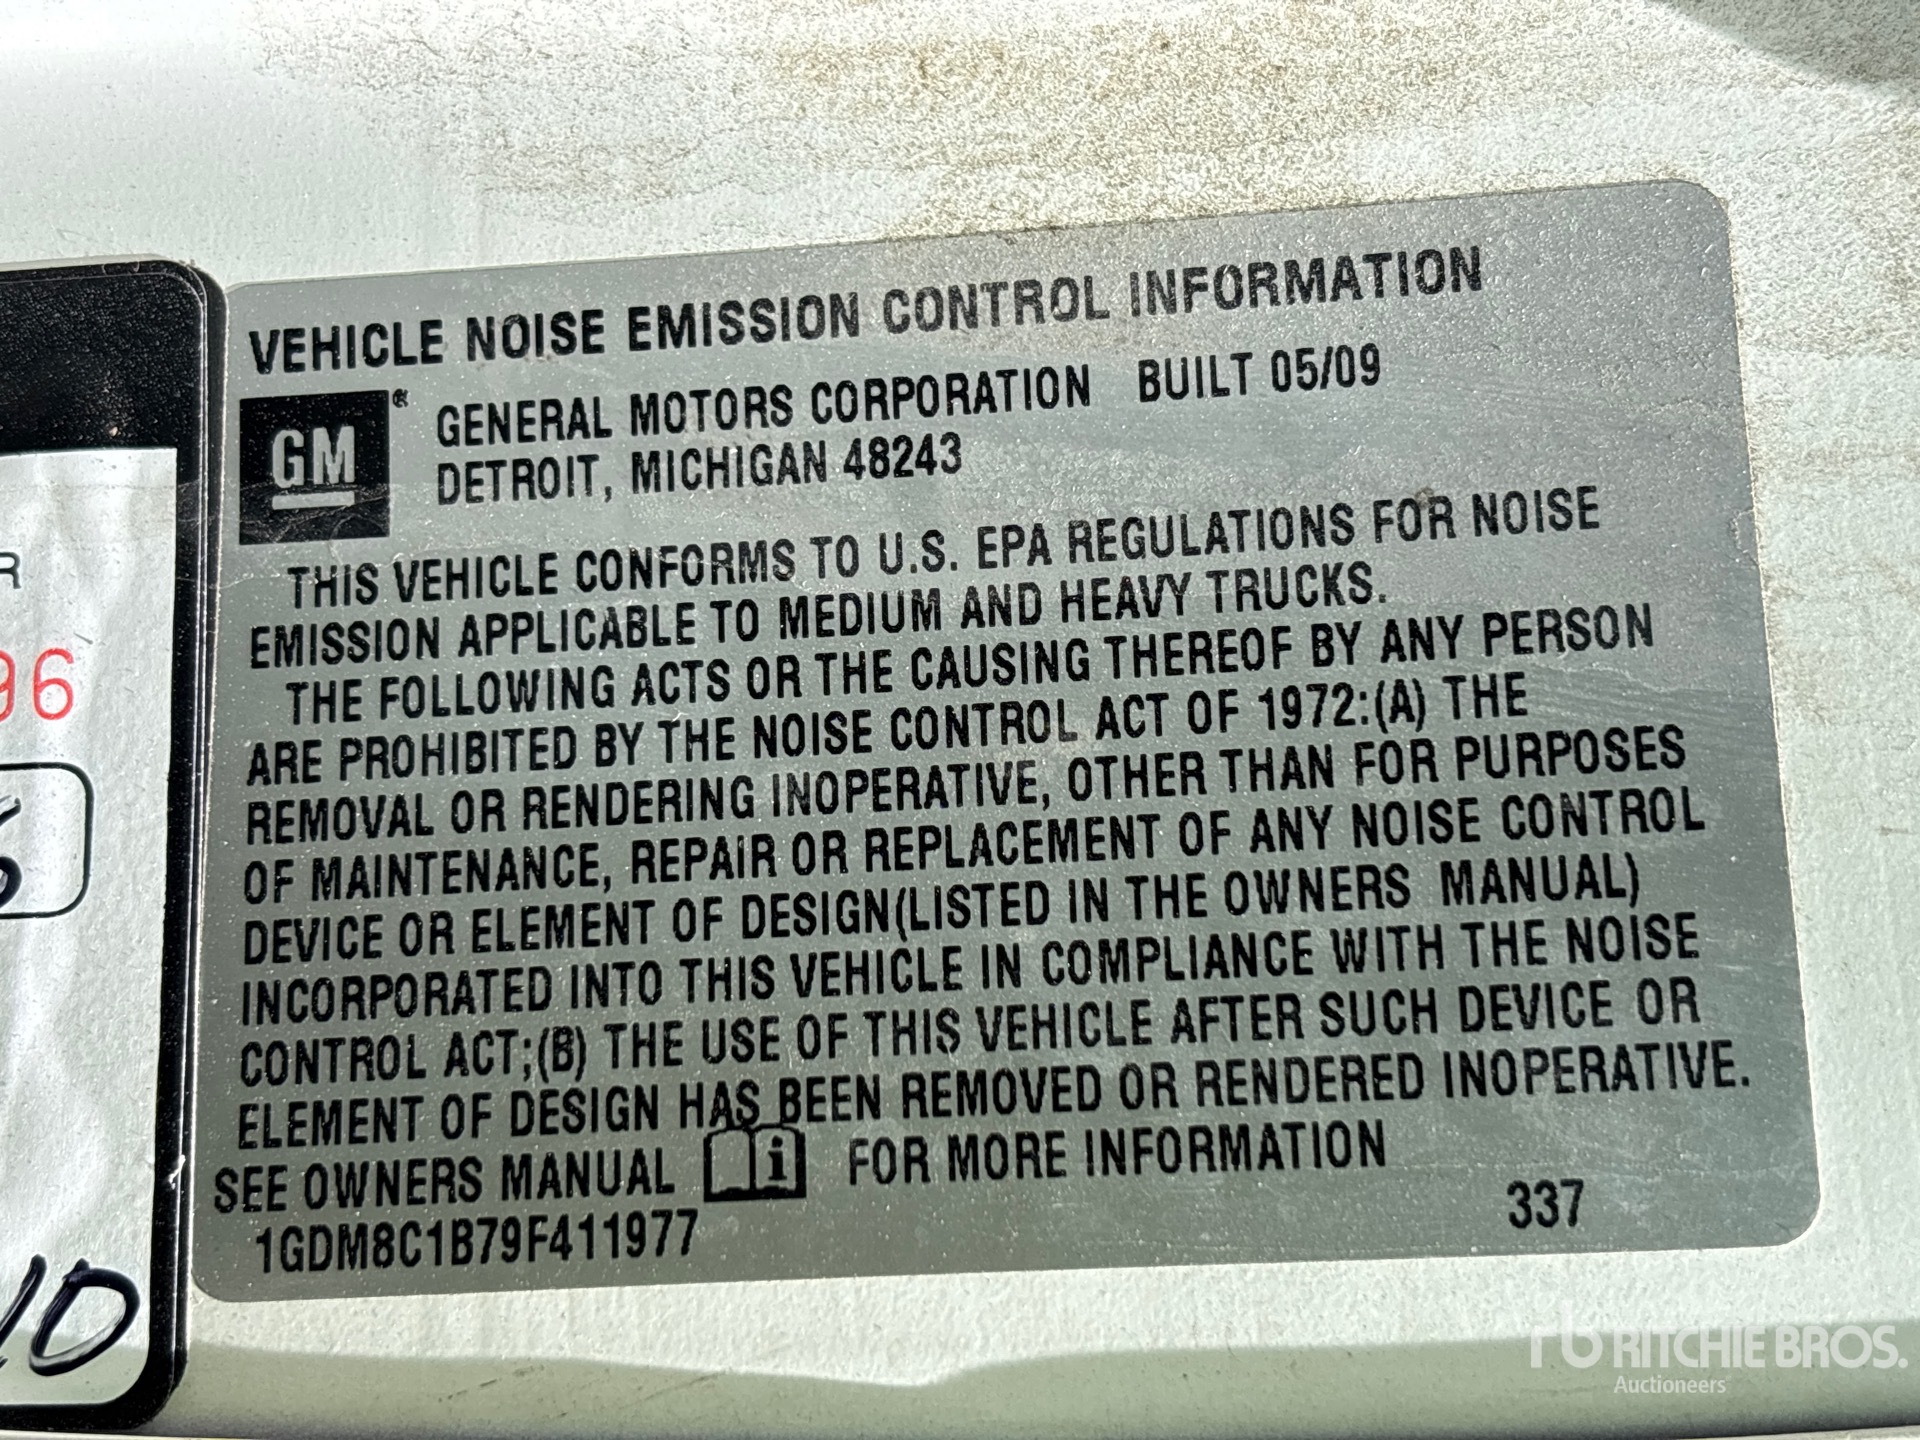 VEHICLE NOISE EMISSION CONTROL INFORMATION
GM® GENERAL MOTORS CORPORATION BUILT 05/09
DETROIT, MICHIGAN 48243
THIS VEHICLE CONFORMS TO U.S. EPA REGULATIONS FOR NOISE
EMISSION APPLICABLE TO MEDIUM AND HEAVY TRUCKS.
THE FOLLOWING ACTS OR THE CAUSING THEREOF BY ANY PERSON
ARE PROHIBITED BY THE NOISE CONTROL ACT OF 1972:(A) THE
REMOVAL OR RENDERING INOPERATIVE, OTHER THAN FOR PURPOSES
OF MAINTENANCE, REPAIR OR REPLACEMENT OF ANY NOISE CONTROL
DEVICE OR ELEMENT OF DESIGN(LISTED IN THE OWNERS MANUAL)
INCORPORATED INTO THIS VEHICLE IN COMPLIANCE WITH THE NOISE
CONTROL ACT;(B) THE USE OF THIS VEHICLE AFTER SUCH DEVICE OR
ELEMENT OF DESIGN HAS BEEN REMOVED OR RENDERED INOPERATIVE.
SEE OWNERS MANUAL i FOR MORE INFORMATION
1GDM8C1B79F411977 337
R
96
10
rb RITCHIE BROS.
Auctioneers